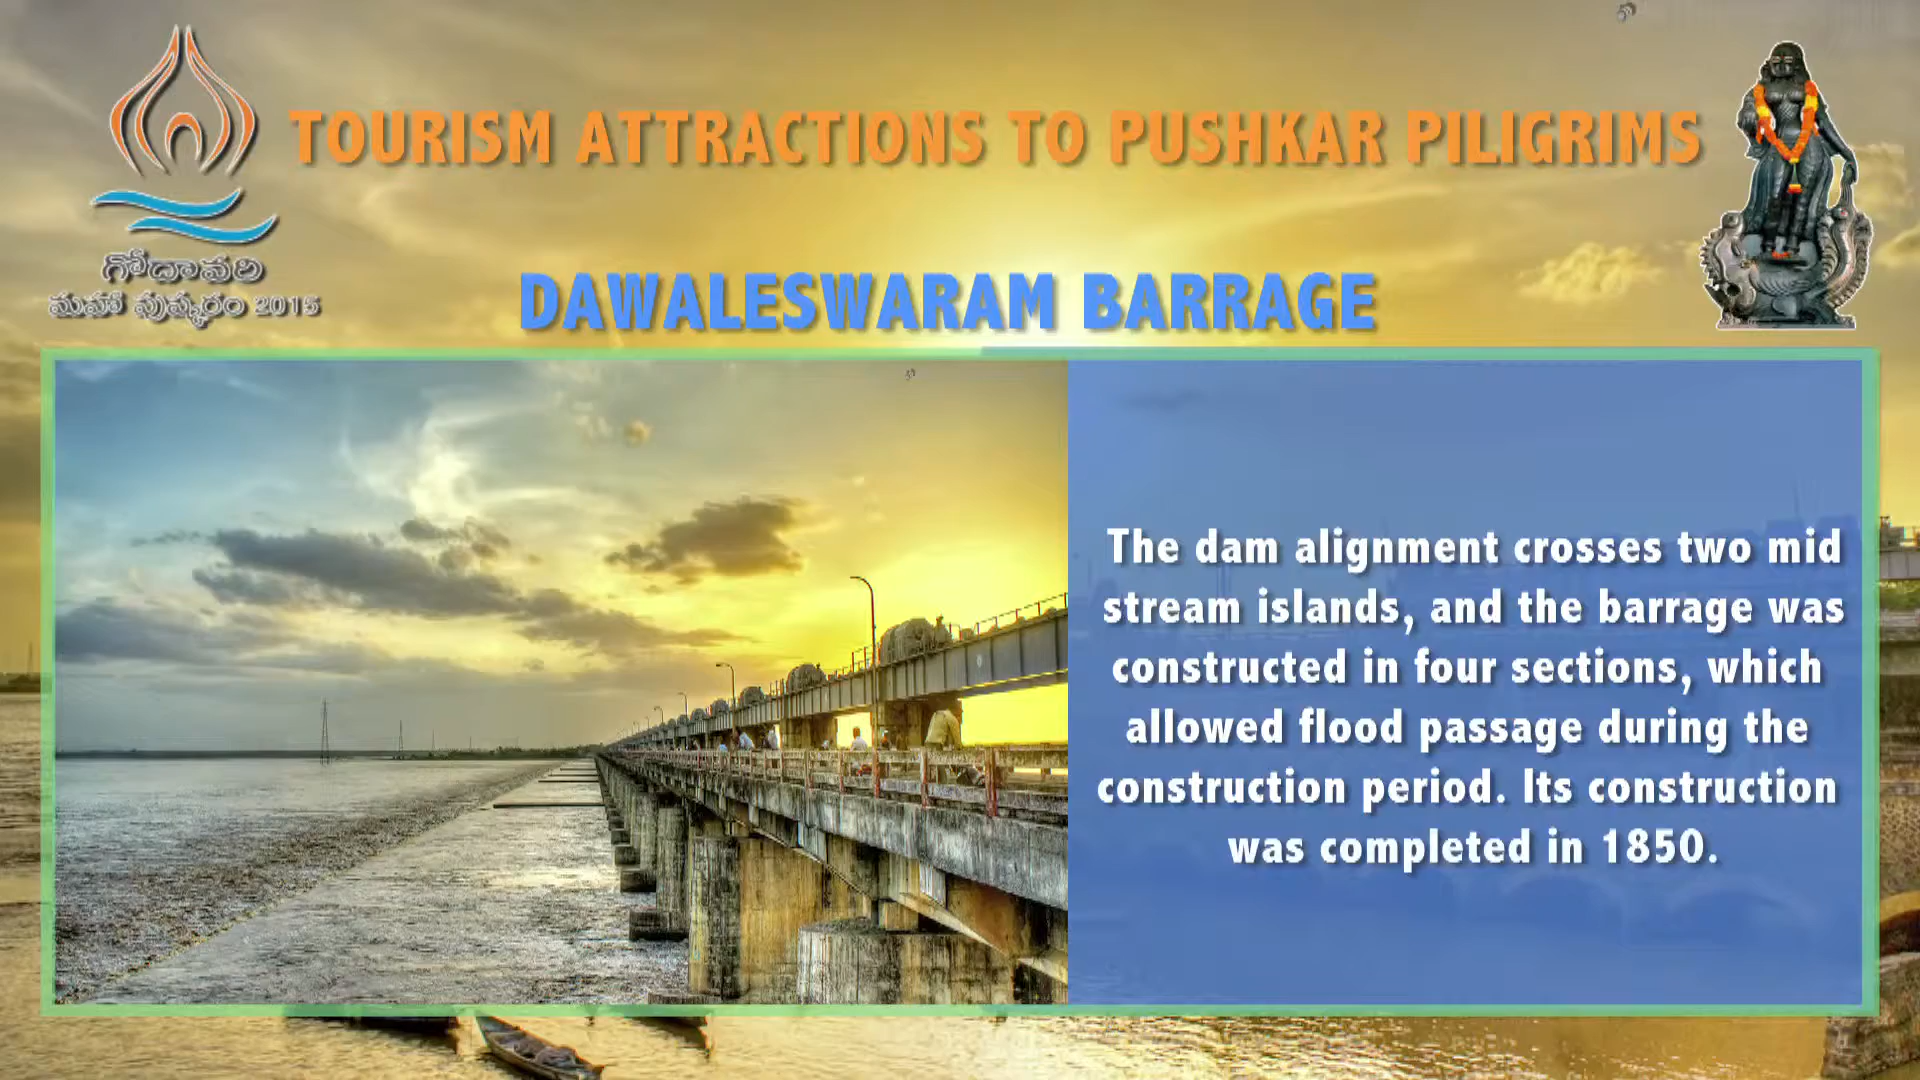 TOURISM ATTRACTIONS TO PUSHKAR PILIGRIMS
గోదావరి
మహా పుష్కరం 2015
DAWALESWARAM BARRAGE
The dam alignment crosses two mid
stream islands, and the barrage was
constructed in four sections, which
allowed flood passage during the
construction period. Its construction
was completed in 1850.